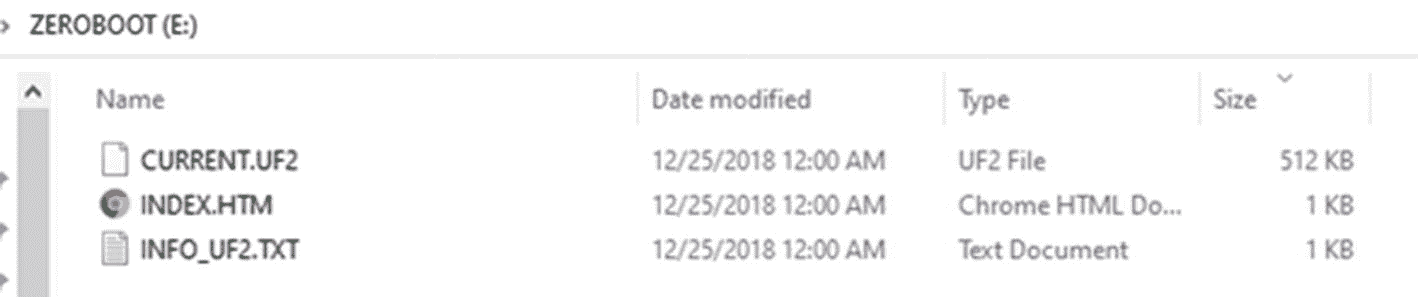 > ZEROBOOT (E:)
Name Date modified Type Size
CURRENT.UF2 12/25/2018 12:00 AM UF2 File 512 KB
INDEX.HTM 12/25/2018 12:00 AM Chrome HTML Do... 1 KB
INFO_UF2.TXT 12/25/2018 12:00 AM Text Document 1 KB